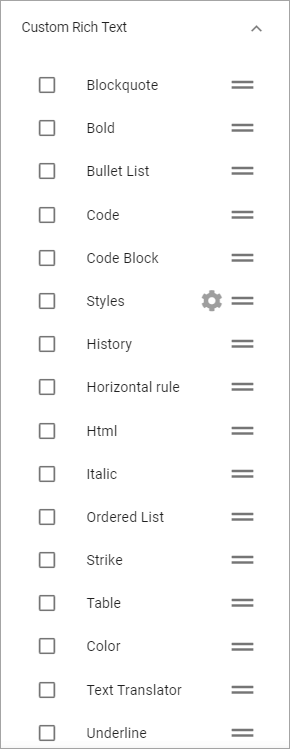 Custom Rich Text
Blockquote
Bold
Bullet List
Code
Code Block
Styles
History
Horizontal rule
Html
Italic
Ordered List
Strike
Table
Color
Text Translator
Underline